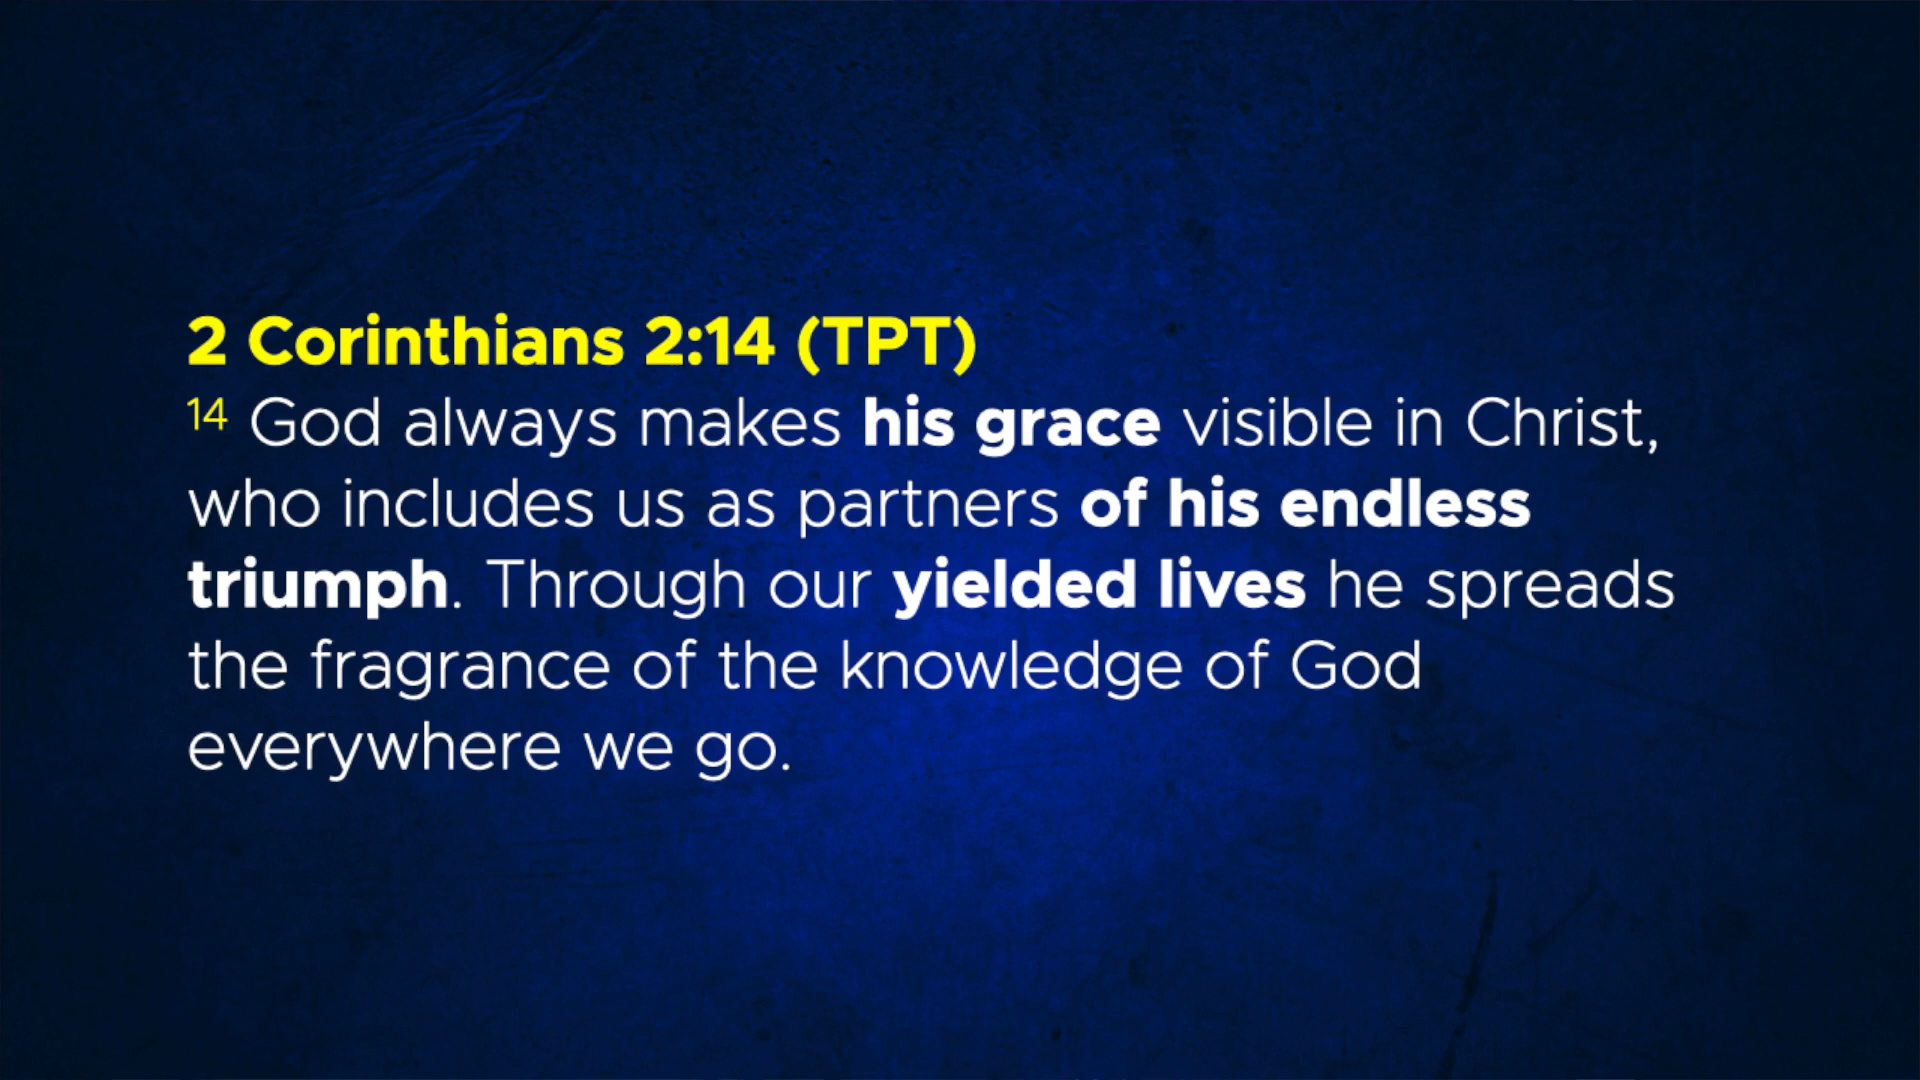 2 Corinthians 2:14 (TPT)
14 God always makes his grace visible in Christ,
who includes us as partners of his endless
triumph. Through our yielded lives he spreads
the fragrance of the knowledge of God
everywhere we go.